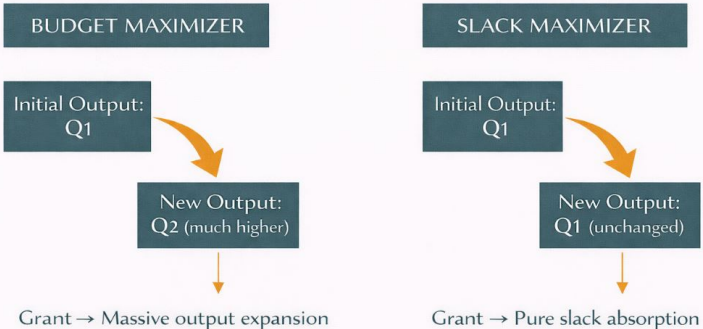 BUDGET MAXIMIZER
Initial Output:
Q1
New Output:
Q2 (much higher)
Grant → Massive output expansion
SLACK MAXIMIZER
Initial Output:
Q1
New Output:
Q1 (unchanged)
Grant → Pure slack absorption